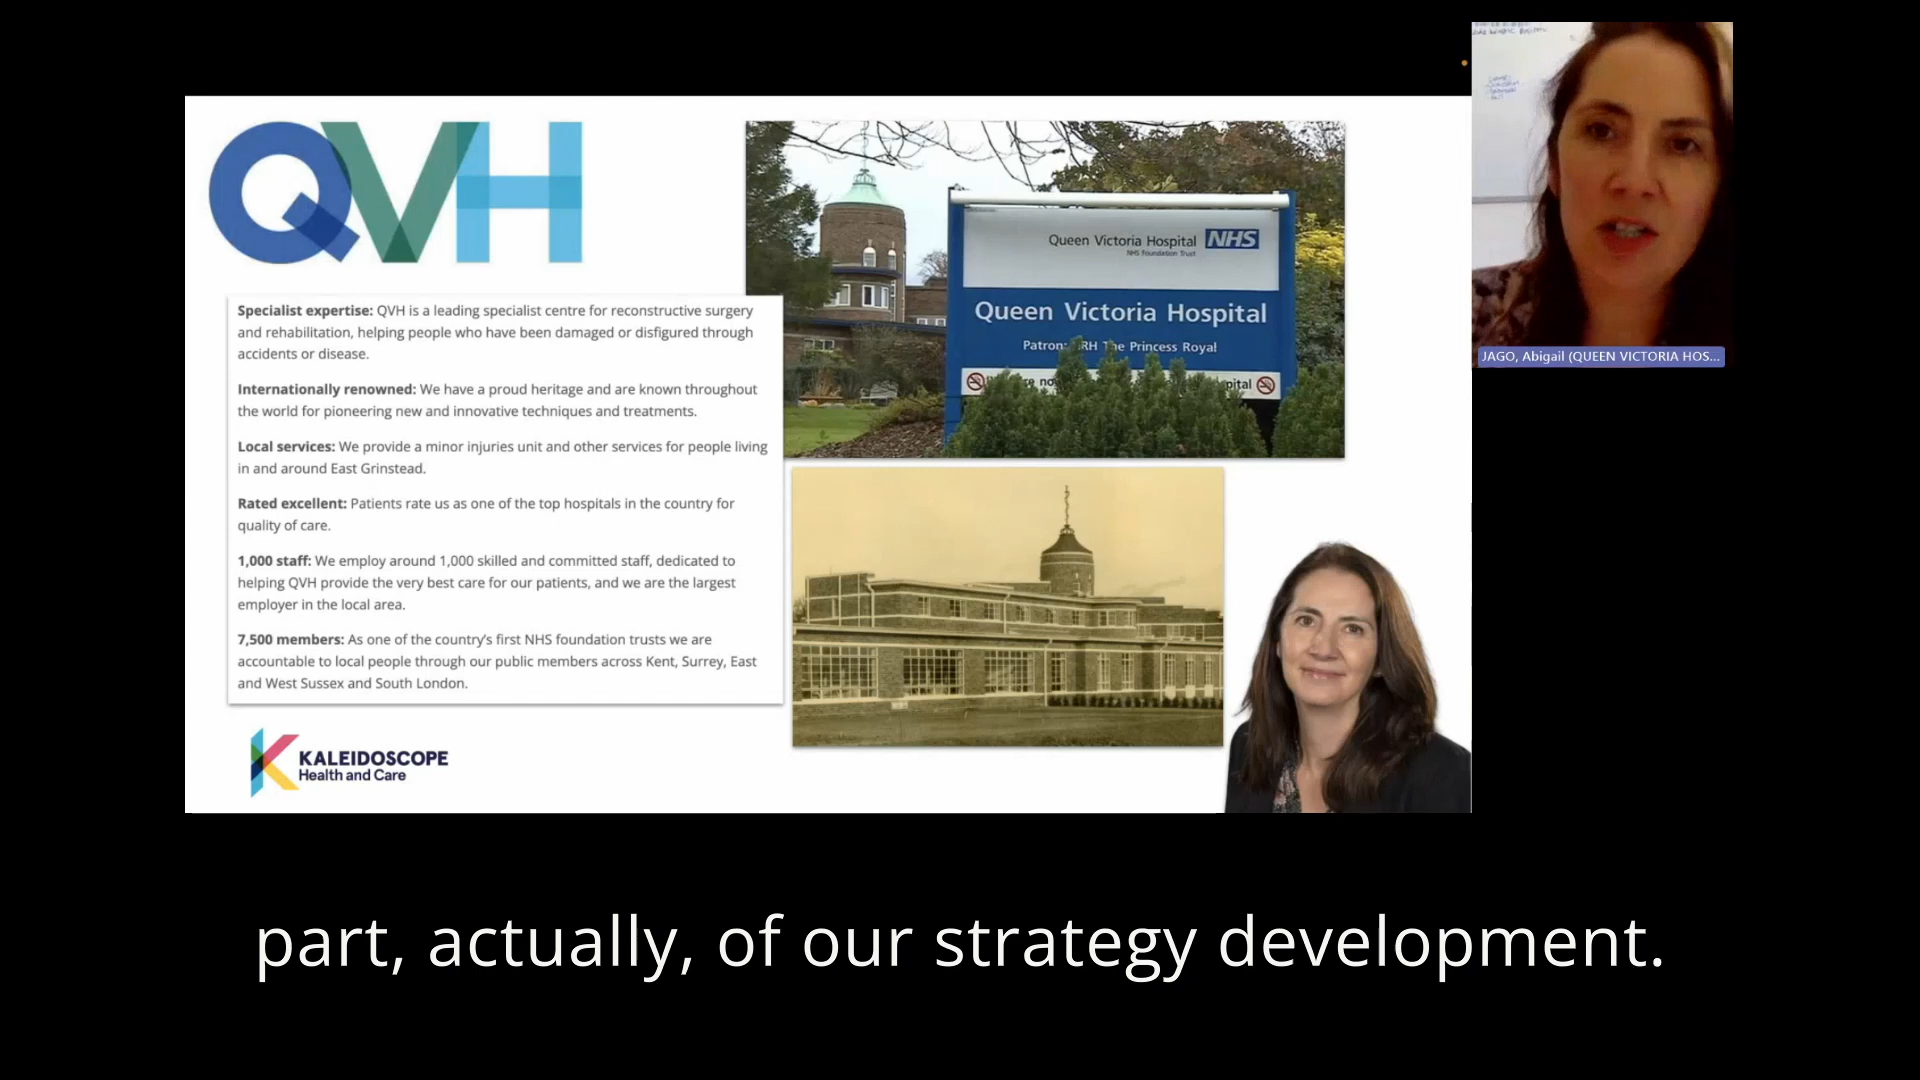 QVH
Specialist expertise: QVH is a leading specialist centre for reconstructive surgery
and rehabilitation, helping people who have been damaged or disfigured through
accidents or disease.
Internationally renowned: We have a proud heritage and are known throughout
the world for pioneering new and innovative techniques and treatments.
Local services: We provide a minor injuries unit and other services for people living
in and around East Grinstead.
Rated excellent: Patients rate us as one of the top hospitals in the country for
quality of care.
1,000 staff: We employ around 1,000 skilled and committed staff, dedicated to
helping QVH provide the very best care for our patients, and we are the largest
employer in the local area.
7,500 members: As one of the country's first NHS foundation trusts we are
accountable to local people through our public members across Kent, Surrey, East
and West Sussex and South London.
KALEIDOSCOPE
Health and Care
Queen Victoria Hospital NHS
NHS Foundation Trust
Queen Victoria Hospital
Patron: The Princess Royal
JAGO, Abigail (QUEEN VICTORIA HOS...
part, actually, of our strategy development.